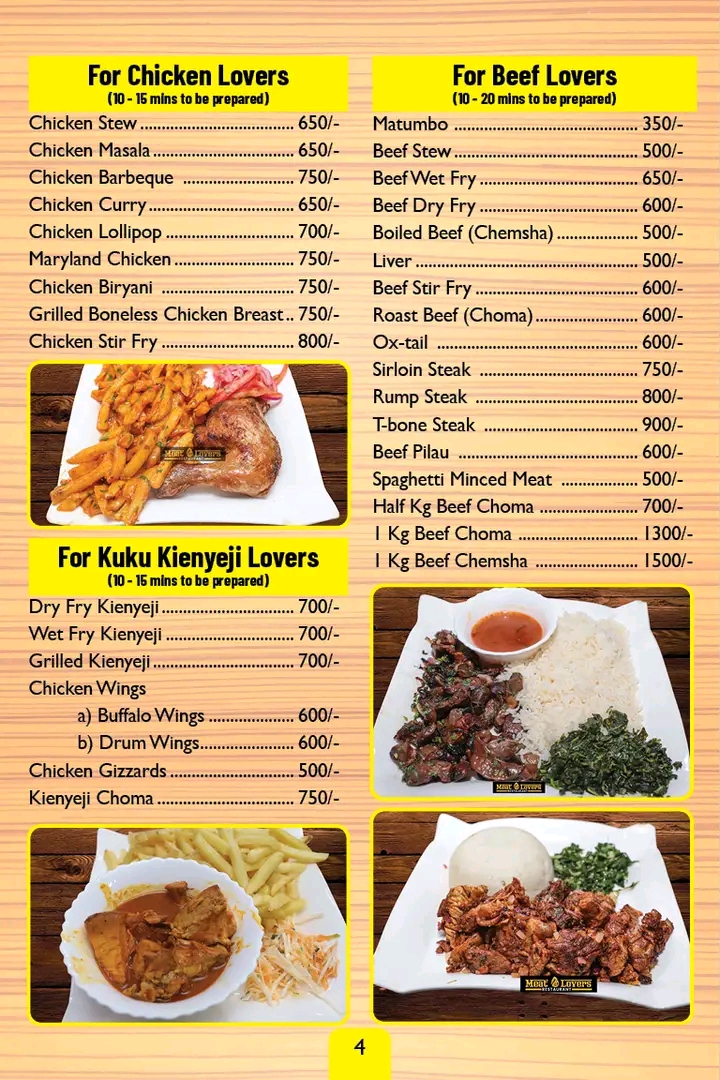 For Chicken Lovers
(10 - 15 mins to be prepared)
Chicken Stew ............................ 650/-
Chicken Masala .......................... 650/-
Chicken Barbeque ........................ 750/-
Chicken Curry ........................... 650/-
Chicken Lollipop ........................ 700/-
Maryland Chicken ........................ 750/-
Chicken Biryani ......................... 750/-
Grilled Boneless Chicken Breast .. 750/-
Chicken Stir Fry ........................ 800/-
Meat Lovers
For Kuku Kienyeji Lovers
(10 - 15 mins to be prepared)
Dry Fry Kienyeji ........................ 700/-
Wet Fry Kienyeji ........................ 700/-
Grilled Kienyeji ........................ 700/-
Chicken Wings
a) Buffalo Wings .................... 600/-
b) Drum Wings ...................... 600/-
Chicken Gizzards ........................ 500/-
Kienyeji Choma .......................... 750/-
For Beef Lovers
(10 - 20 mins to be prepared)
Matumbo ................................. 350/-
Beef Stew ............................... 500/-
Beef Wet Fry ............................ 650/-
Beef Dry Fry ............................ 600/-
Boiled Beef (Chemsha) ................... 500/-
Liver ................................... 500/-
Beef Stir Fry ........................... 600/-
Roast Beef (Choma) ...................... 600/-
Ox-tail ................................. 600/-
Sirloin Steak ........................... 750/-
Rump Steak .............................. 800/-
T-bone Steak ............................ 900/-
Beef Pilau .............................. 600/-
Spaghetti Minced Meat ................... 500/-
Half Kg Beef Choma ...................... 700/-
1 Kg Beef Choma ......................... 1300/-
1 Kg Beef Chemsha ....................... 1500/-
Meat Lovers
Meat Lovers
RESTAURANT
4